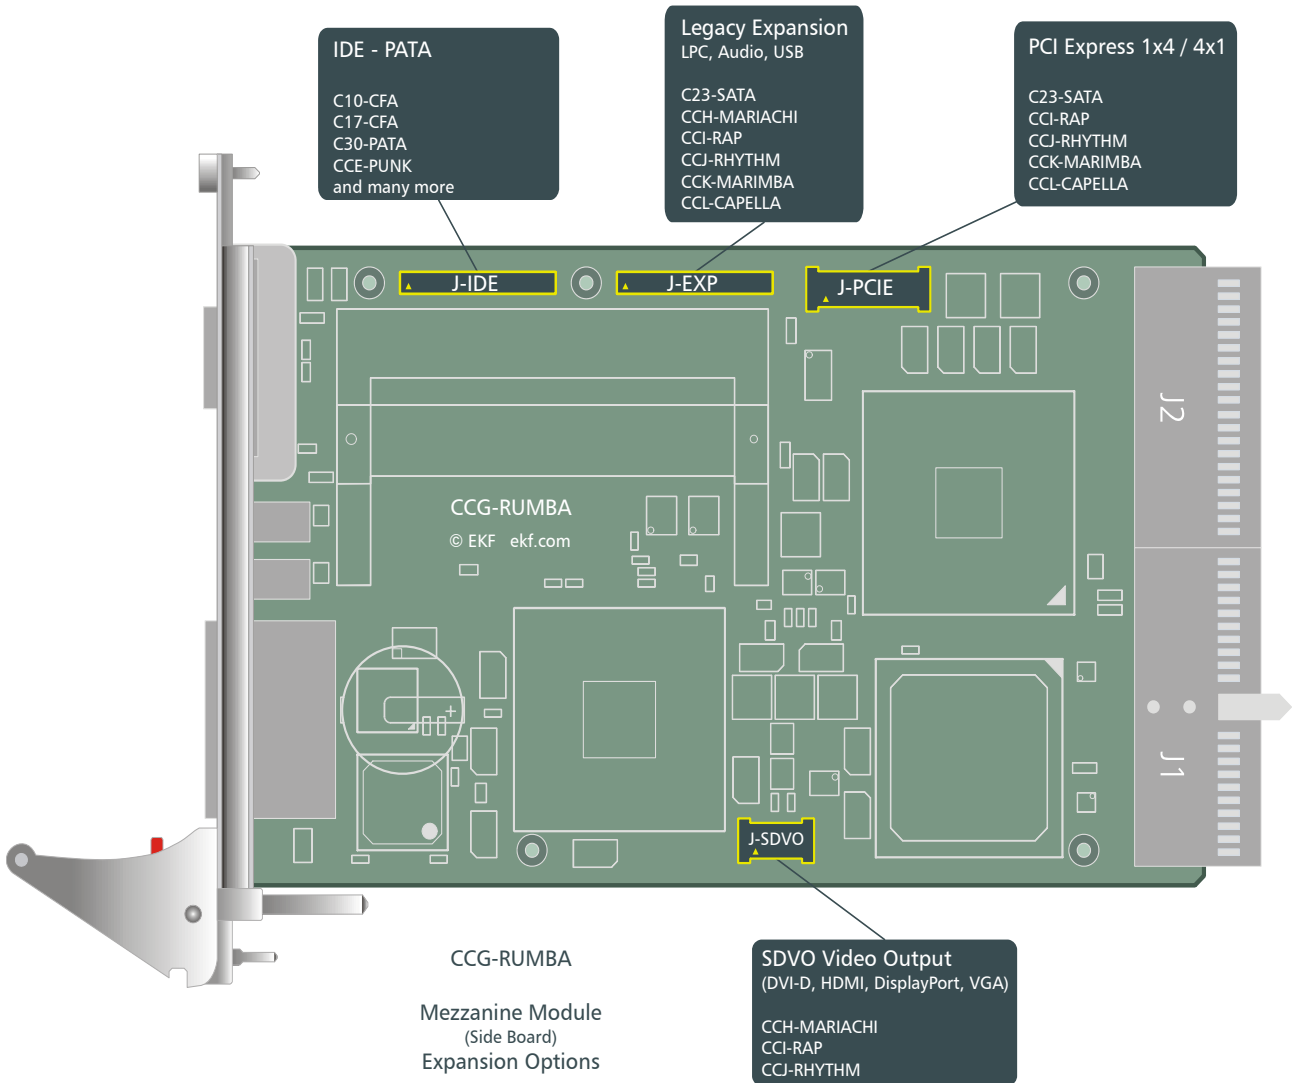 IDE - PATA
C10-CFA
C17-CFA
C30-PATA
CCE-PUNK
and many more
Legacy Expansion
LPC, Audio, USB
C23-SATA
CCH-MARIACHI
CCI-RAP
CCJ-RHYTHM
CCK-MARIMBA
CCL-CAPELLA
PCI Express 1x4 / 4x1
C23-SATA
CCI-RAP
CCJ-RHYTHM
CCK-MARIMBA
CCL-CAPELLA
J-IDE
J-EXP
J-PCIE
J2
CCG-RUMBA
© EKF ekf.com
+
J1
J-SDVO
CCG-RUMBA
Mezzanine Module
(Side Board)
Expansion Options
SDVO Video Output
(DVI-D, HDMI, DisplayPort, VGA)
CCH-MARIACHI
CCI-RAP
CCJ-RHYTHM